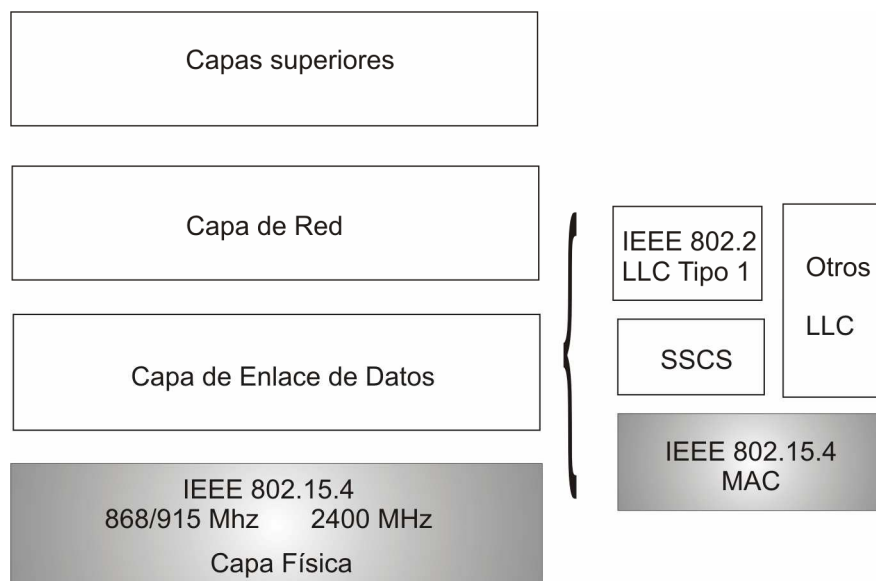 Capas superiores
Capa de Red
Capa de Enlace de Datos
IEEE 802.15.4
868/915 Mhz 2400 MHz
Capa Física
IEEE 802.2
LLC Tipo 1
SSCS
Otros
LLC
IEEE 802.15.4
MAC